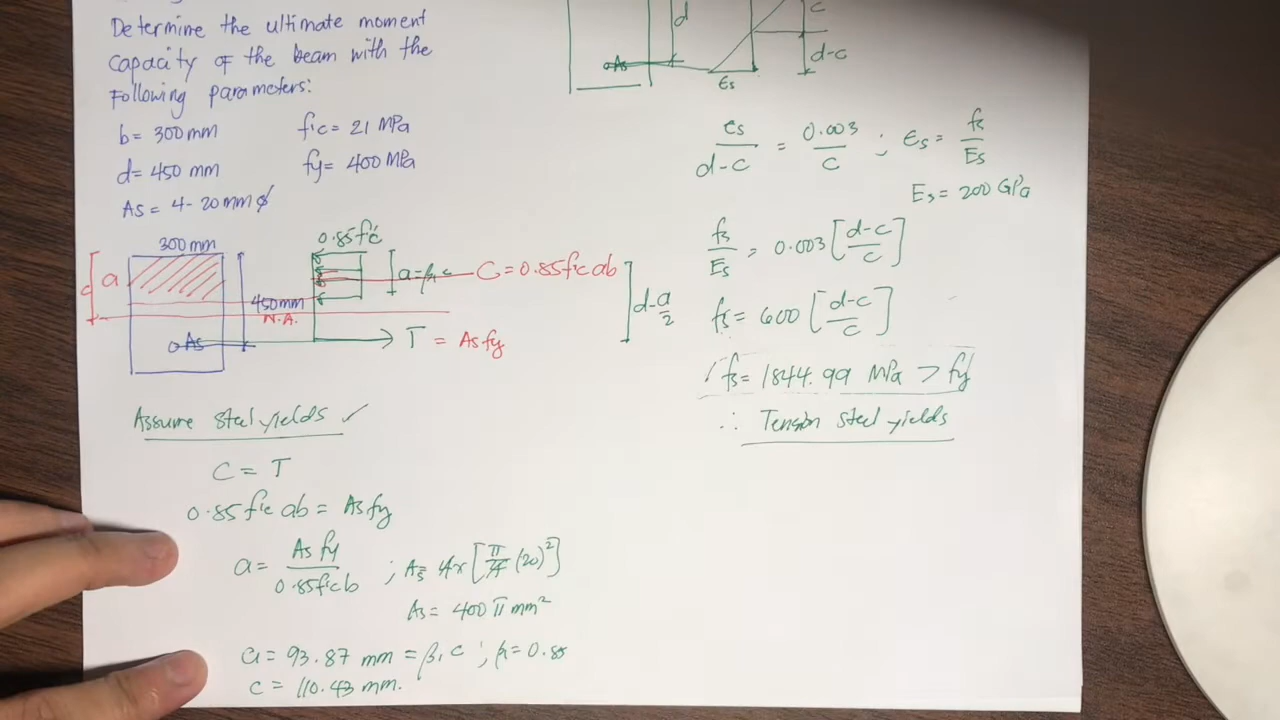 Determine the ultimate moment
capacity of the beam with the
following parameters:
b = 300 mm    f'c = 21 MPa
d = 450 mm    fy = 400 MPa
As = 4 - 20 mm ϕ
300 mm
a
c
450 mm
N.A.
As
0.85f'c
a = β₁c
C = 0.85f'c ab
T = As fy
d - a/2
Assume steel yields ✓
C = T
0.85 f'c ab = As fy
a = As fy / 0.85f'c b ; As = 4 x [π/4 (20)²]
As = 400 π mm²
a = 93.87 mm = β₁c ; β₁ = 0.85
c = 110.43 mm.
d
c
As
d-c
εs
εs / d-c = 0.003 / c ; εs = fs / Es
Es = 200 GPa
fs / Es = 0.003 [d-c / c]
fs = 600 [d-c / c]
fs = 1844.99 MPa > fy
∴ Tension steel yields